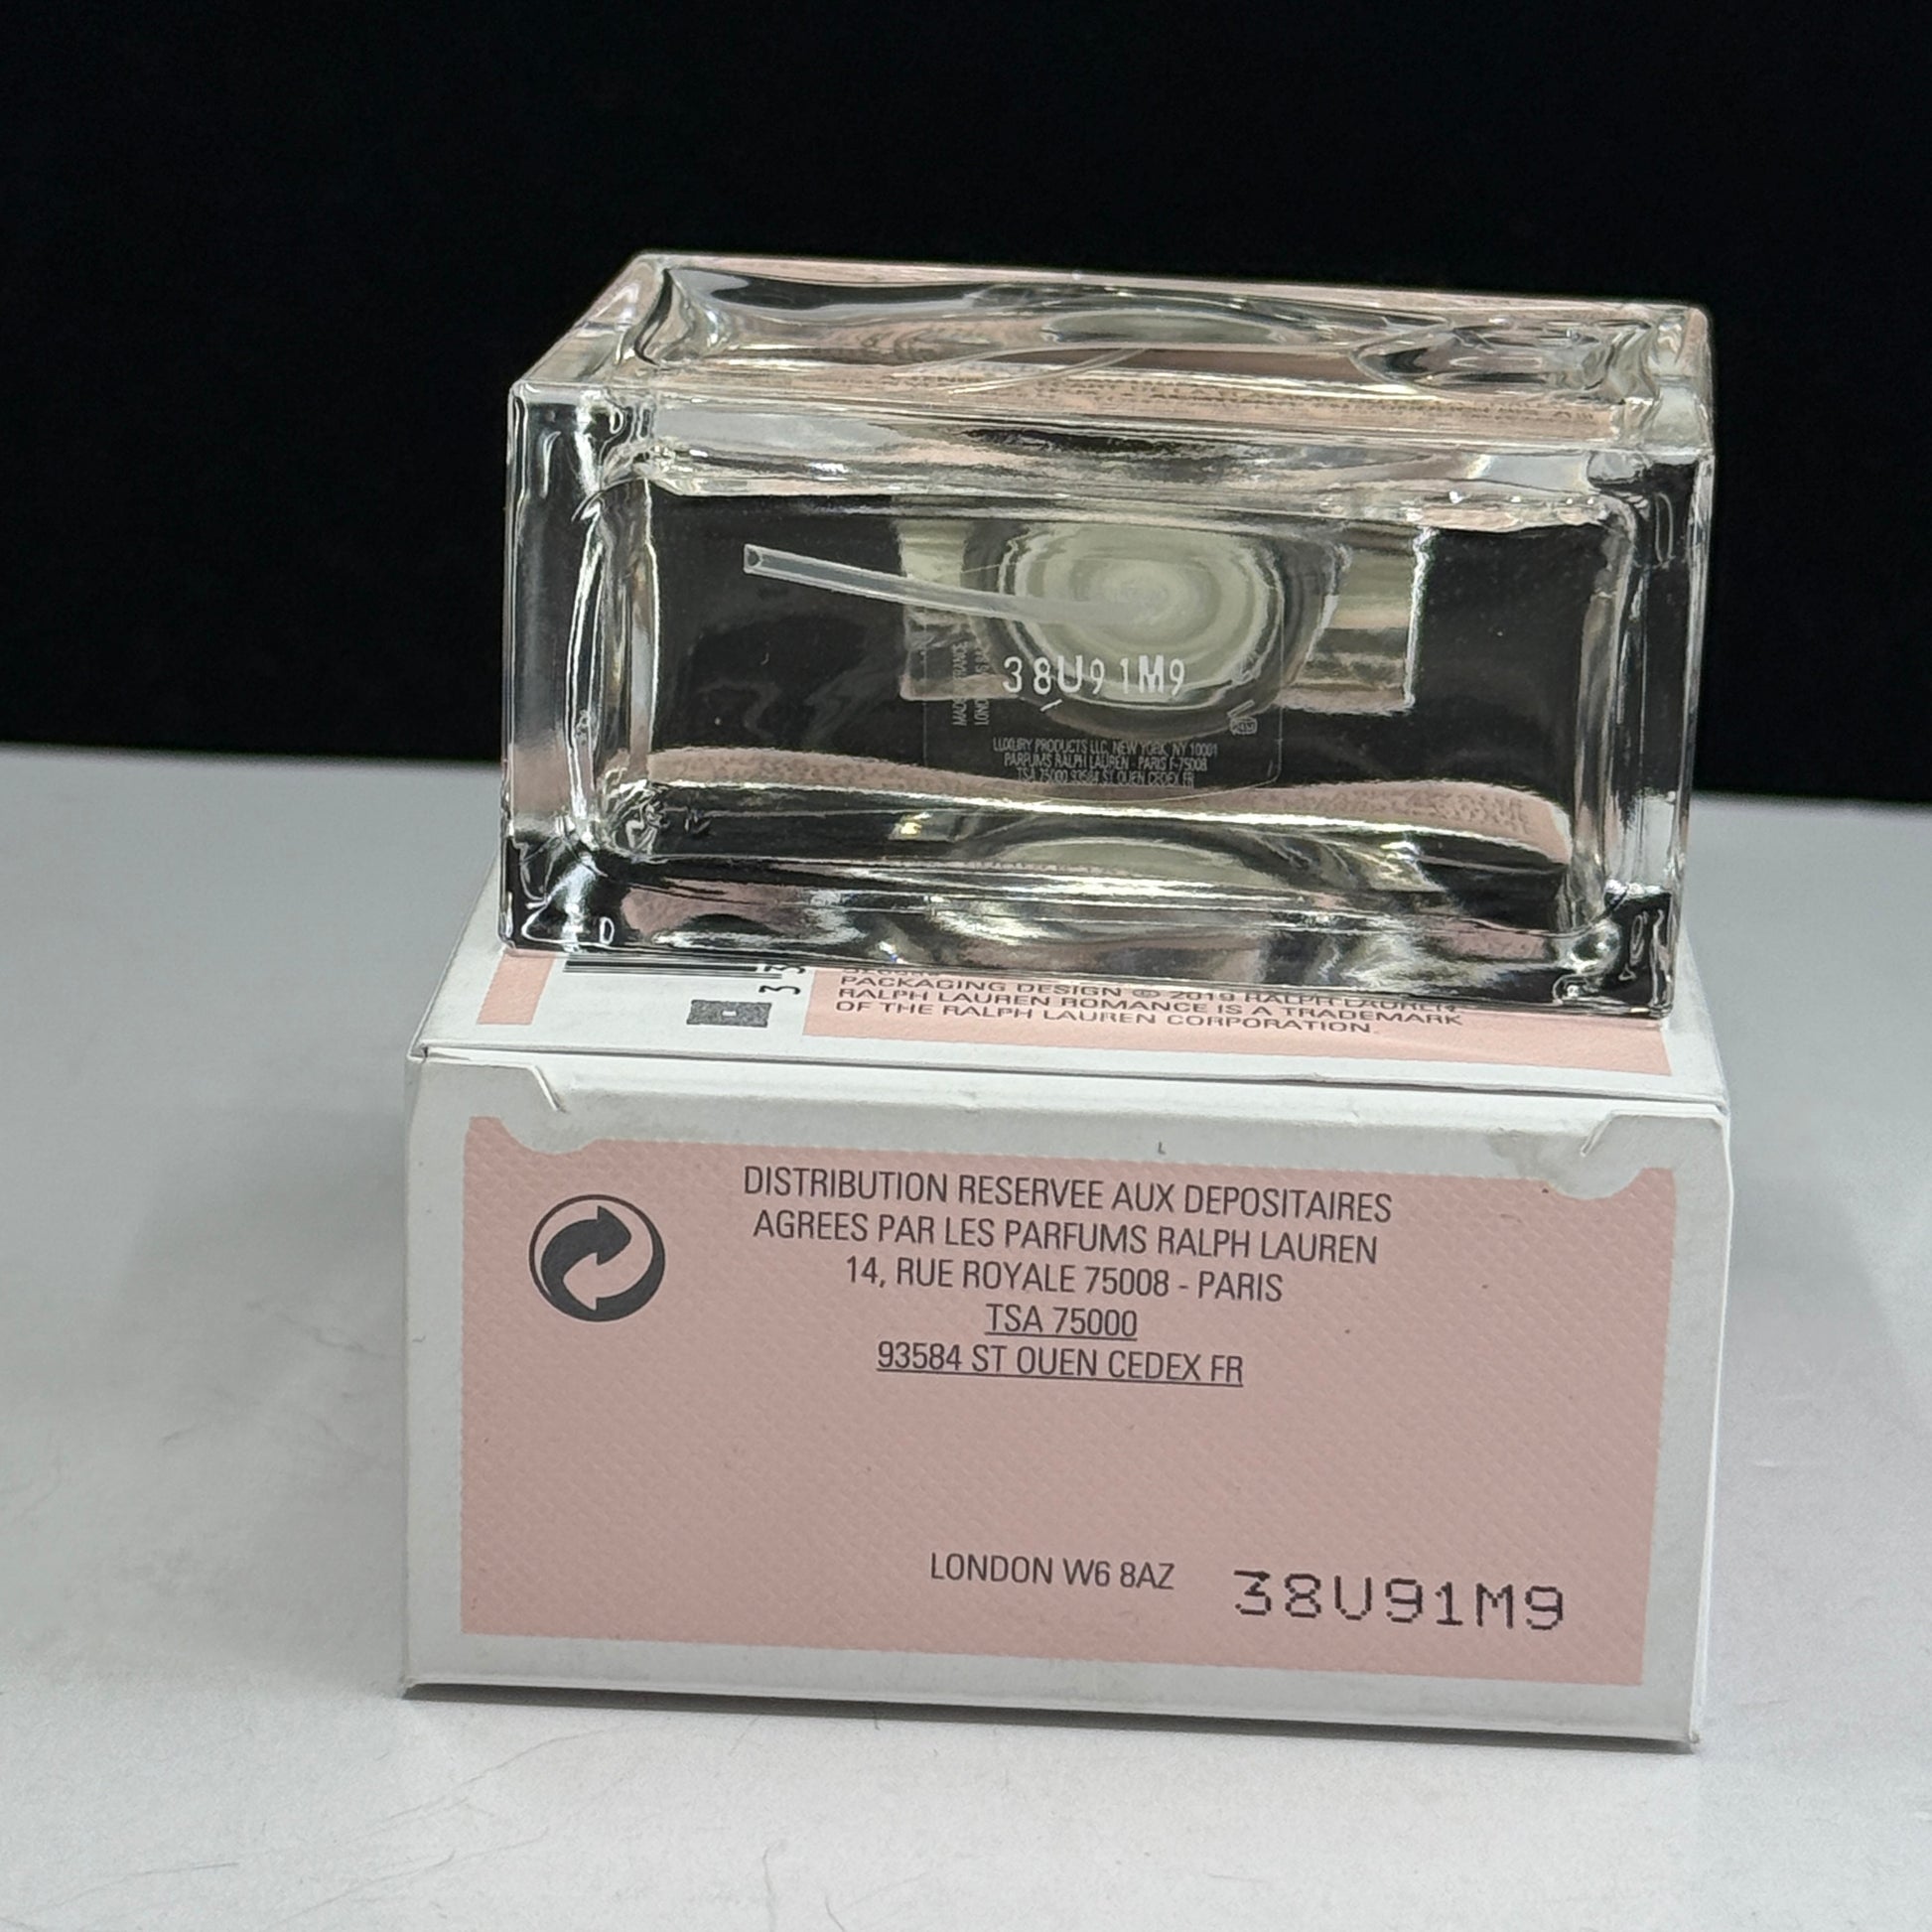 38U91M9
LUXURY PRODUCTS LLC, NEW YORK, NY 10001
PARFUMS RALPH LAUREN - PARIS F-75008
TSA 75000 93584 ST OUEN CEDEX FR
PACKAGING DESIGN © 2019 RALPH LAUREN.
RALPH LAUREN ROMANCE IS A TRADEMARK
OF THE RALPH LAUREN CORPORATION.
DISTRIBUTION RESERVEE AUX DEPOSITAIRES
AGREES PAR LES PARFUMS RALPH LAUREN
14, RUE ROYALE 75008 - PARIS
TSA 75000
93584 ST OUEN CEDEX FR
LONDON W6 8AZ
38U91M9